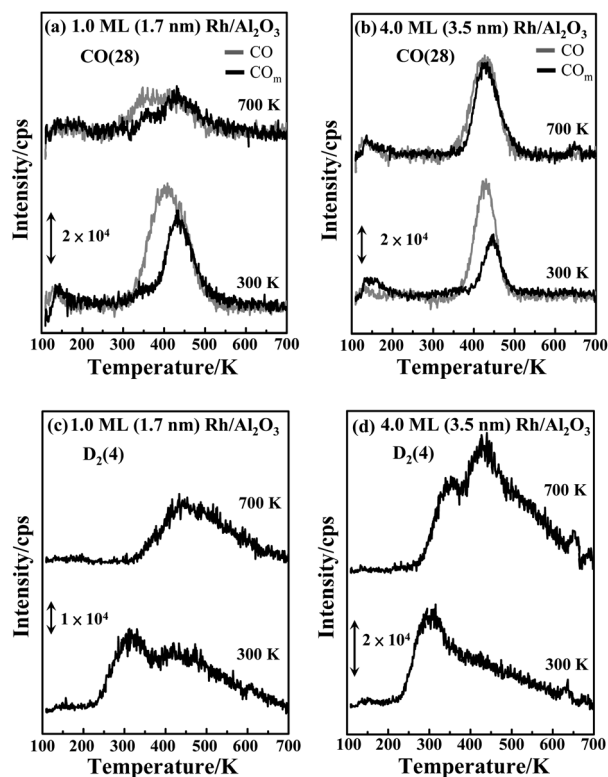 (a) 1.0 ML (1.7 nm) Rh/Al₂O₃
CO(28)
CO
COₘ
700 K
2 × 10⁴
300 K
Intensity/cps
100 200 300 400 500 600 700
Temperature/K
(b) 4.0 ML (3.5 nm) Rh/Al₂O₃
CO(28)
CO
COₘ
700 K
2 × 10⁴
300 K
Intensity/cps
100 200 300 400 500 600 700
Temperature/K
(c) 1.0 ML (1.7 nm) Rh/Al₂O₃
D₂(4)
700 K
1 × 10⁴
300 K
Intensity/cps
100 200 300 400 500 600 700
Temperature/K
(d) 4.0 ML (3.5 nm) Rh/Al₂O₃
D₂(4)
700 K
2 × 10⁴
300 K
Intensity/cps
100 200 300 400 500 600 700
Temperature/K